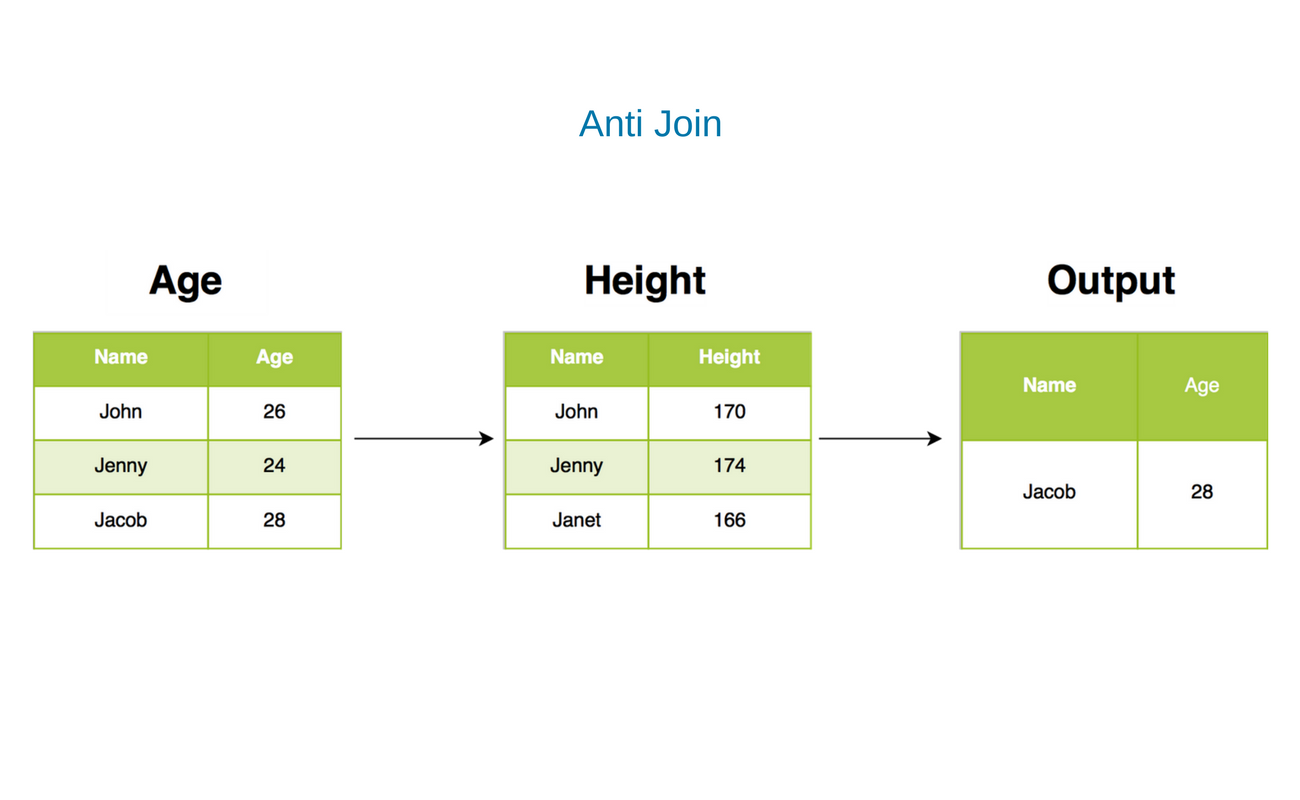 Anti Join
Age
Name Age
John 26
Jenny 24
Jacob 28
Height
Name Height
John 170
Jenny 174
Janet 166
Output
Name Age
Jacob 28